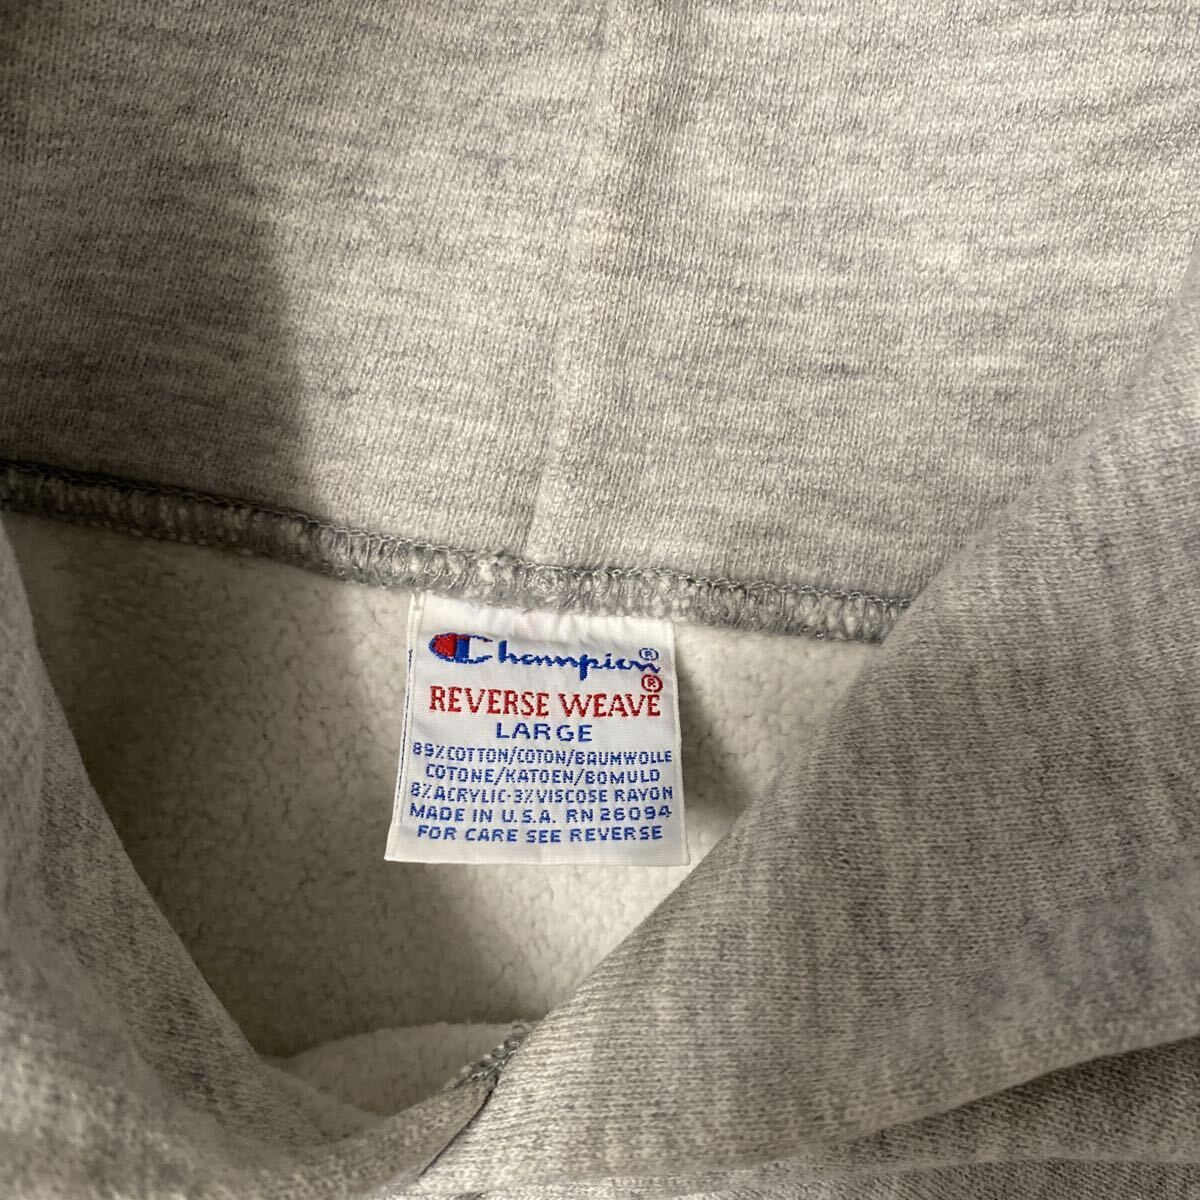 Champion®
REVERSE WEAVE®
LARGE
89% COTTON/COTON/BAUMWOLLE
COTONE/KATOEN/BOMULD
8% ACRYLIC·3% VISCOSE RAYON
MADE IN U.S.A. RN 26094
FOR CARE SEE REVERSE